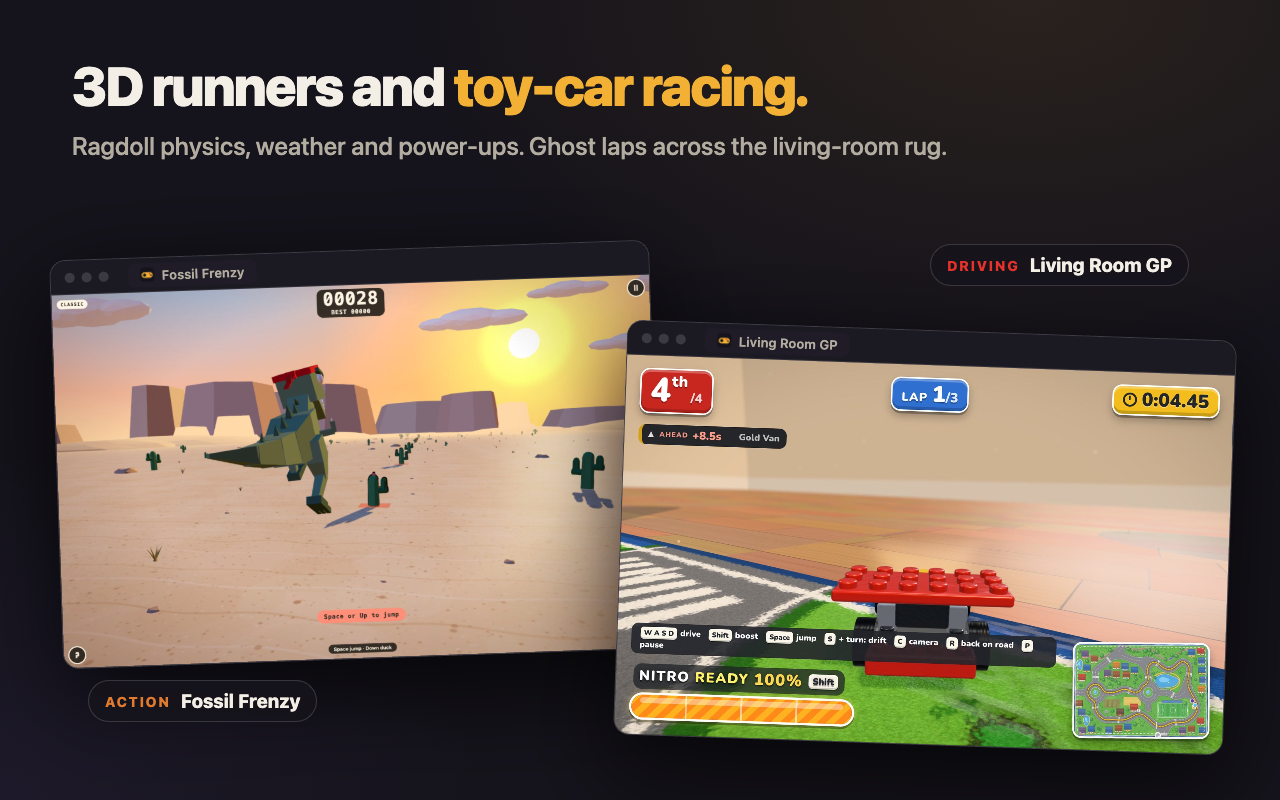 3D runners and toy-car racing.
Ragdoll physics, weather and power-ups. Ghost laps across the living-room rug.
Fossil Frenzy
CLASSIC
00028
BEST 00000
Space or Up to jump
Space jump · Down duck
?
ACTION Fossil Frenzy
DRIVING Living Room GP
Living Room GP
4th/4
LAP 1/3
0:04.45
▲ AHEAD +8.5s Gold Van
W A S D drive Shift boost Space jump S + turn: drift C camera R back on road P
pause
NITRO READY 100% Shift